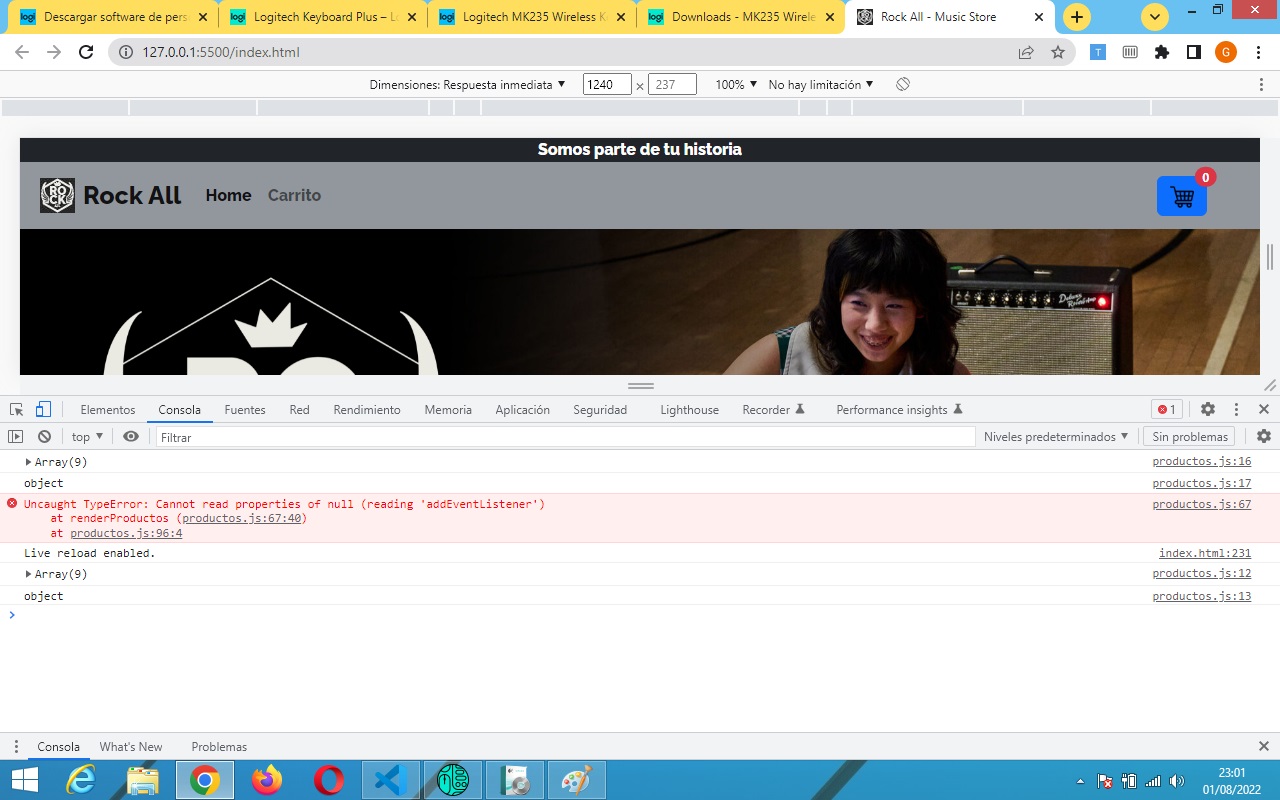 Descargar software de pers
Logitech Keyboard Plus – Lo
Logitech MK235 Wireless K
Downloads - MK235 Wirele
Rock All - Music Store
127.0.0.1:5500/index.html
T
G
Dimensiones: Respuesta inmediata ▼ 1240 × 237 100% ▼ No hay limitación ▼
Somos parte de tu historia
Rock All Home Carrito
0
Elementos Consola Fuentes Red Rendimiento Memoria Aplicación Seguridad Lighthouse Recorder Performance insights 1
top ▼ Filtrar Niveles predeterminados ▼ Sin problemas
Array(9) productos.js:16
object productos.js:17
Uncaught TypeError: Cannot read properties of null (reading 'addEventListener') productos.js:67
at renderProductos (productos.js:67:40)
at productos.js:96:4
Live reload enabled. index.html:231
Array(9) productos.js:12
object productos.js:13
>
Consola What's New Problemas
23:01
01/08/2022